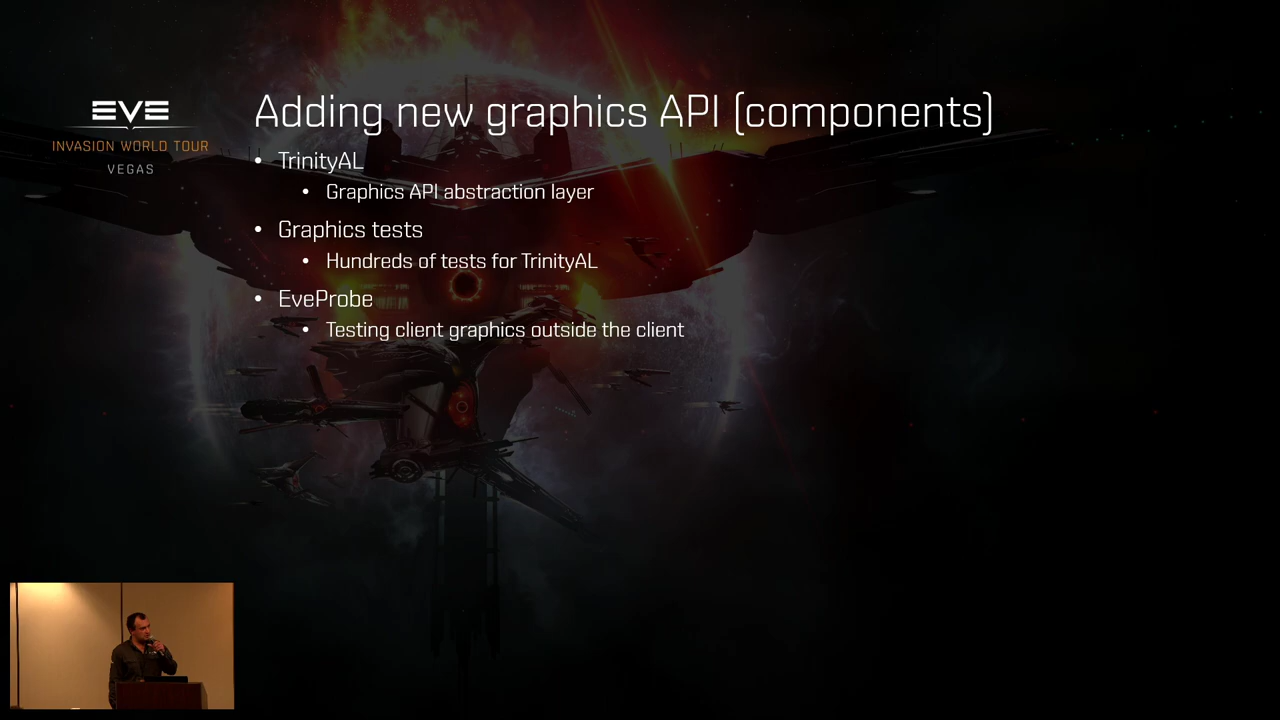 EVE
INVASION WORLD TOUR
VEGAS
Adding new graphics API (components)
• TrinityAL
• Graphics API abstraction layer
• Graphics tests
• Hundreds of tests for TrinityAL
• EveProbe
• Testing client graphics outside the client